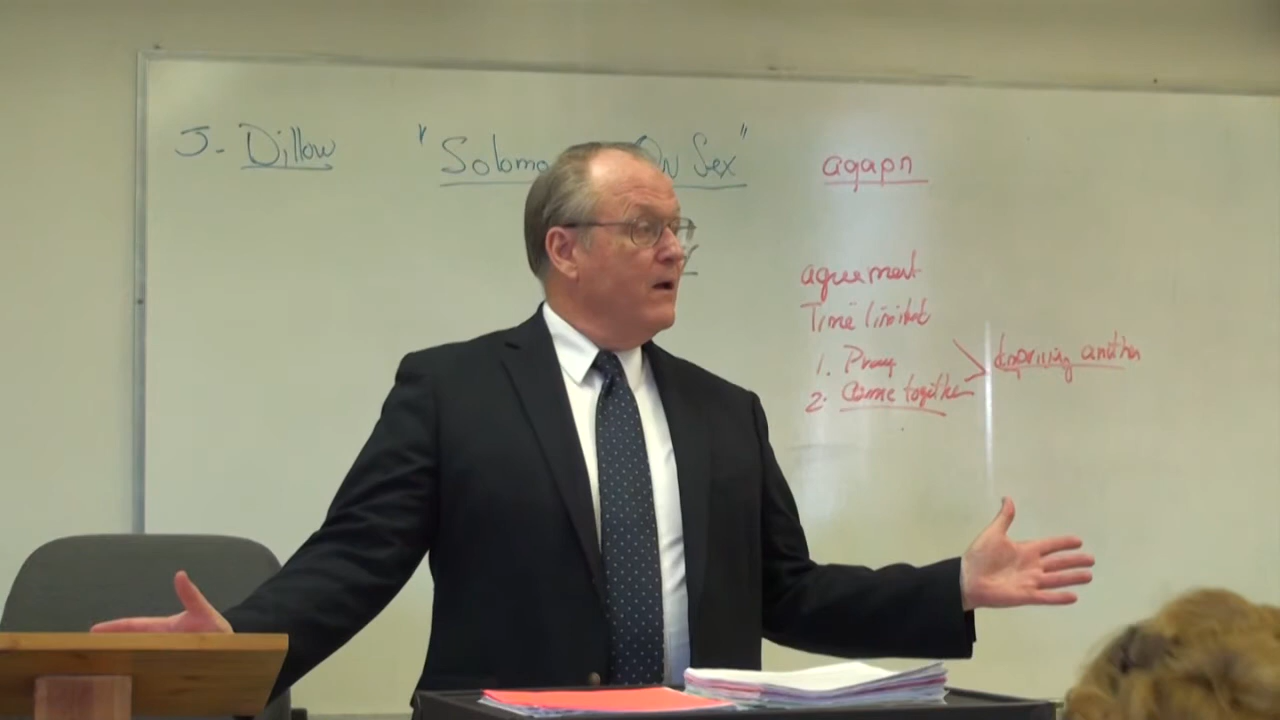 J- Dillow "Solomo On Sex" agapn
agreement
Time limited
1. Pray
2. Come together
depriving another